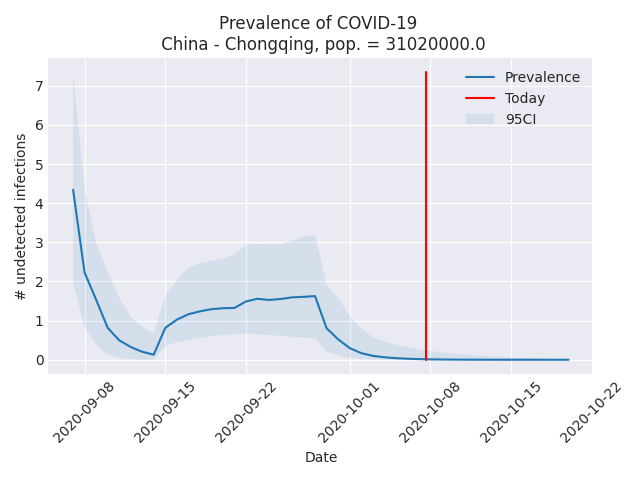 Prevalence of COVID-19
China - Chongqing, pop. = 31020000.0
Prevalence
Today
95CI
# undetected infections
7
6
5
4
3
2
1
0
2020-09-08
2020-09-15
2020-09-22
2020-10-01
2020-10-08
2020-10-15
2020-10-22
Date